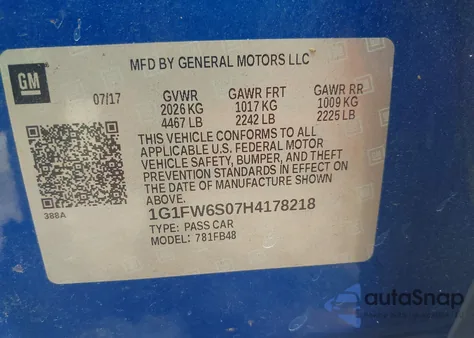 MFD BY GENERAL MOTORS LLC
GM
07/17 GVWR GAWR FRT GAWR RR
2026 KG 1017 KG 1009 KG
4467 LB 2242 LB 2225 LB
THIS VEHICLE CONFORMS TO ALL
APPLICABLE U.S. FEDERAL MOTOR
VEHICLE SAFETY, BUMPER, AND THEFT
PREVENTION STANDARDS IN EFFECT ON
THE DATE OF MANUFACTURE SHOWN
ABOVE.
388A
1G1FW6S07H4178218
TYPE: PASS CAR
MODEL: 781FB48
autoSnap